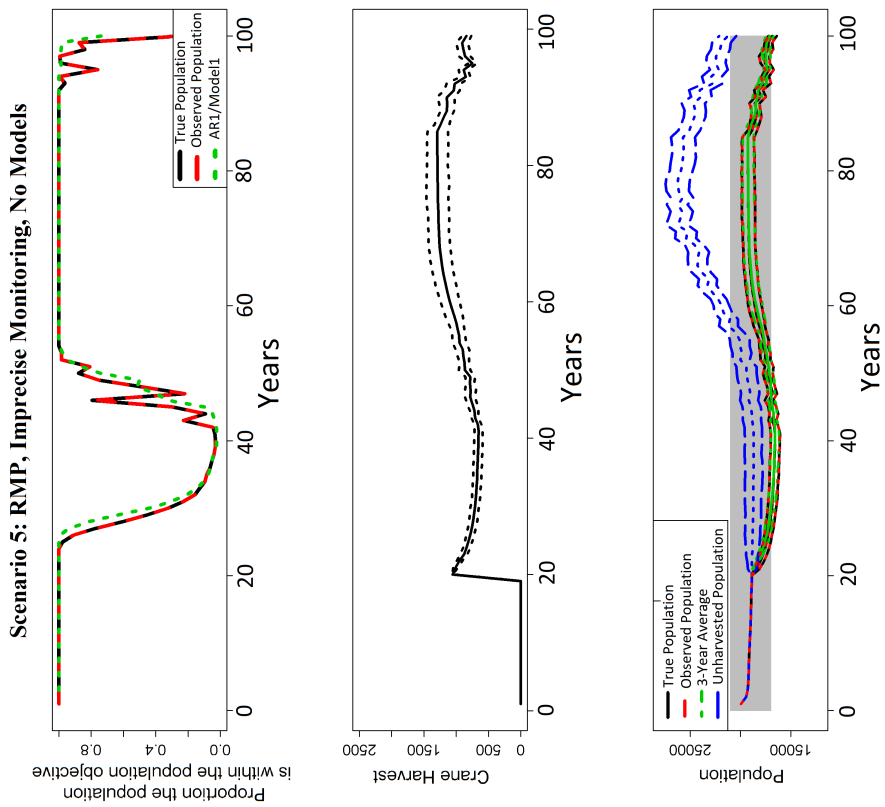 Scenario 5: RMP, Imprecise Monitoring, No Models
Proportion the population
is within the population objective
0.0
0.4
0.8
0
20
40
60
80
100
Years
True Population
Observed Population
AR1/Model1
Crane Harvest
0
500
1500
2500
0
20
40
60
80
100
Years
Population
15000
25000
0
20
40
60
80
100
Years
True Population
Observed Population
3-Year Average
Unharvested Population